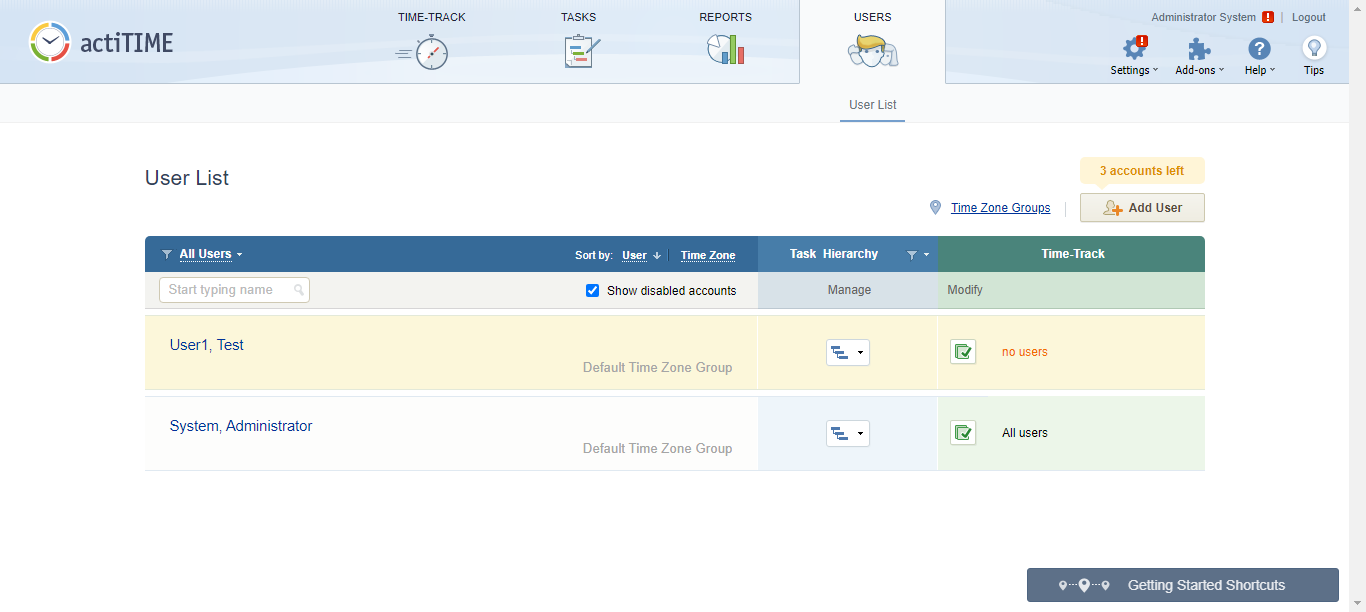 actiTIME
TIME-TRACK
TASKS
REPORTS
USERS
Administrator System ! | Logout
Settings
Add-ons
Help
Tips
User List
User List
3 accounts left
Time Zone Groups
Add User
All Users
Sort by: User ↓ Time Zone
Task Hierarchy
Time-Track
Start typing name
Show disabled accounts
Manage
Modify
User1, Test
Default Time Zone Group
no users
System, Administrator
Default Time Zone Group
All users
Getting Started Shortcuts